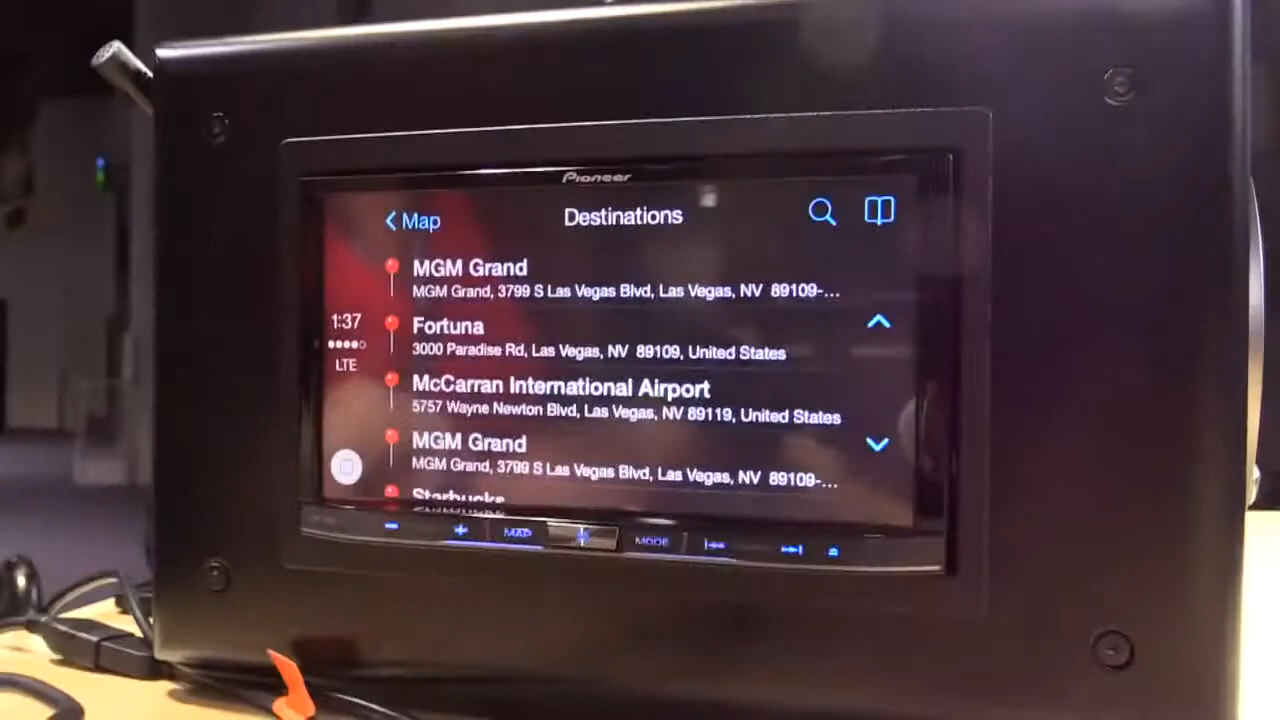 Pioneer
Map
Destinations
MGM Grand
MGM Grand, 3799 S Las Vegas Blvd, Las Vegas, NV 89109-...
1:37
Fortuna
3000 Paradise Rd, Las Vegas, NV 89109, United States
LTE
McCarran International Airport
5757 Wayne Newton Blvd, Las Vegas, NV 89119, United States
MGM Grand
MGM Grand, 3799 S Las Vegas Blvd, Las Vegas, NV 89109-...
Starbucks
MAP
MODE